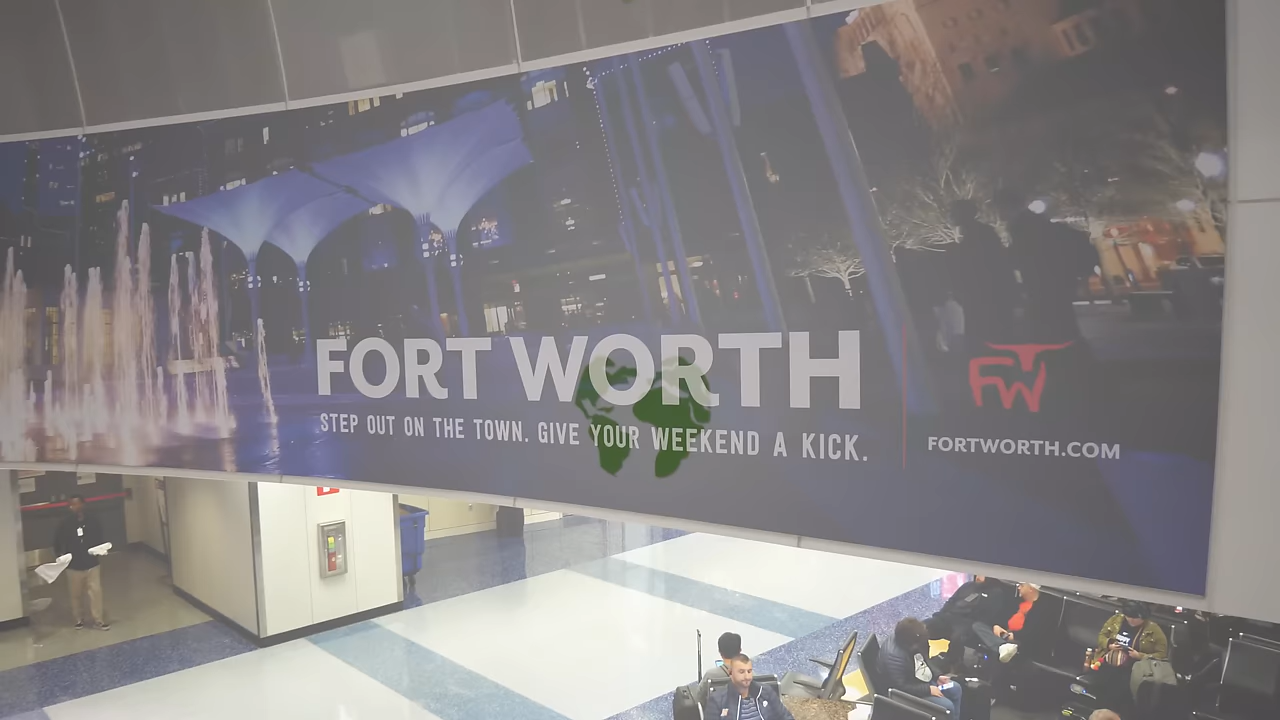 FORT WORTH
STEP OUT ON THE TOWN. GIVE YOUR WEEKEND A KICK.
FW
FORTWORTH.COM